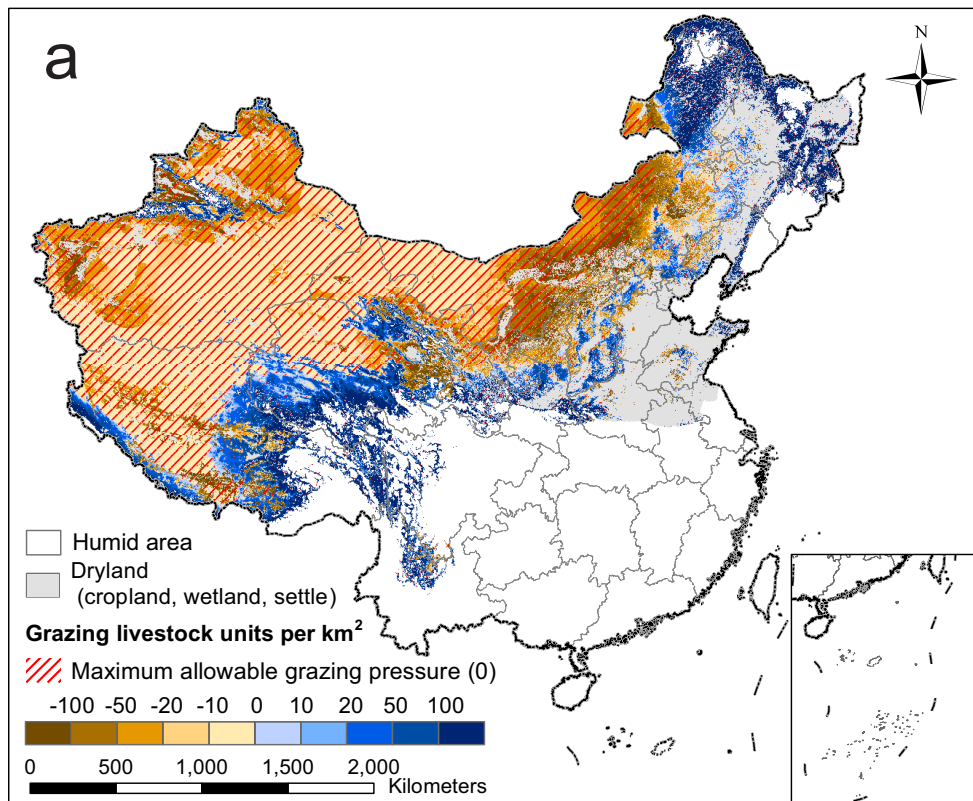 a
N
Humid area
Dryland
(cropland, wetland, settle)
Grazing livestock units per km²
Maximum allowable grazing pressure (0)
-100 -50 -20 -10 0 10 20 50 100
0 500 1,000 1,500 2,000
Kilometers